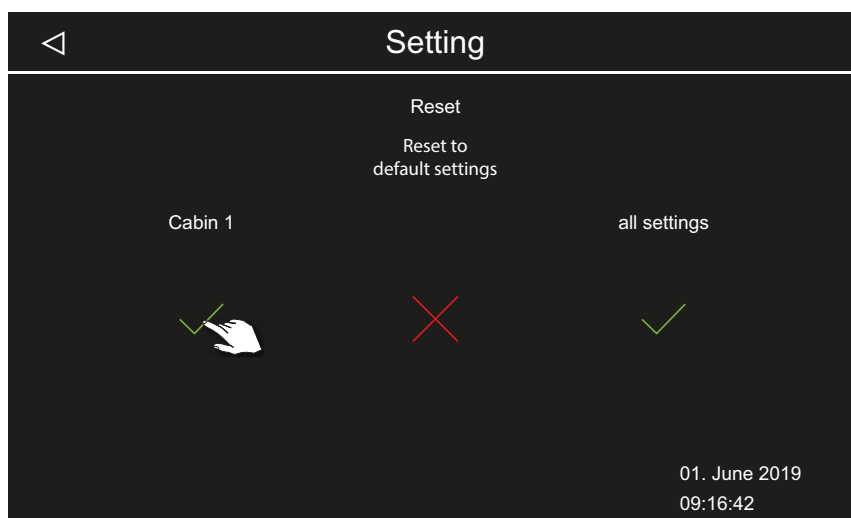 Setting
Reset
Reset to
default settings
Cabin 1
all settings
01. June 2019
09:16:42